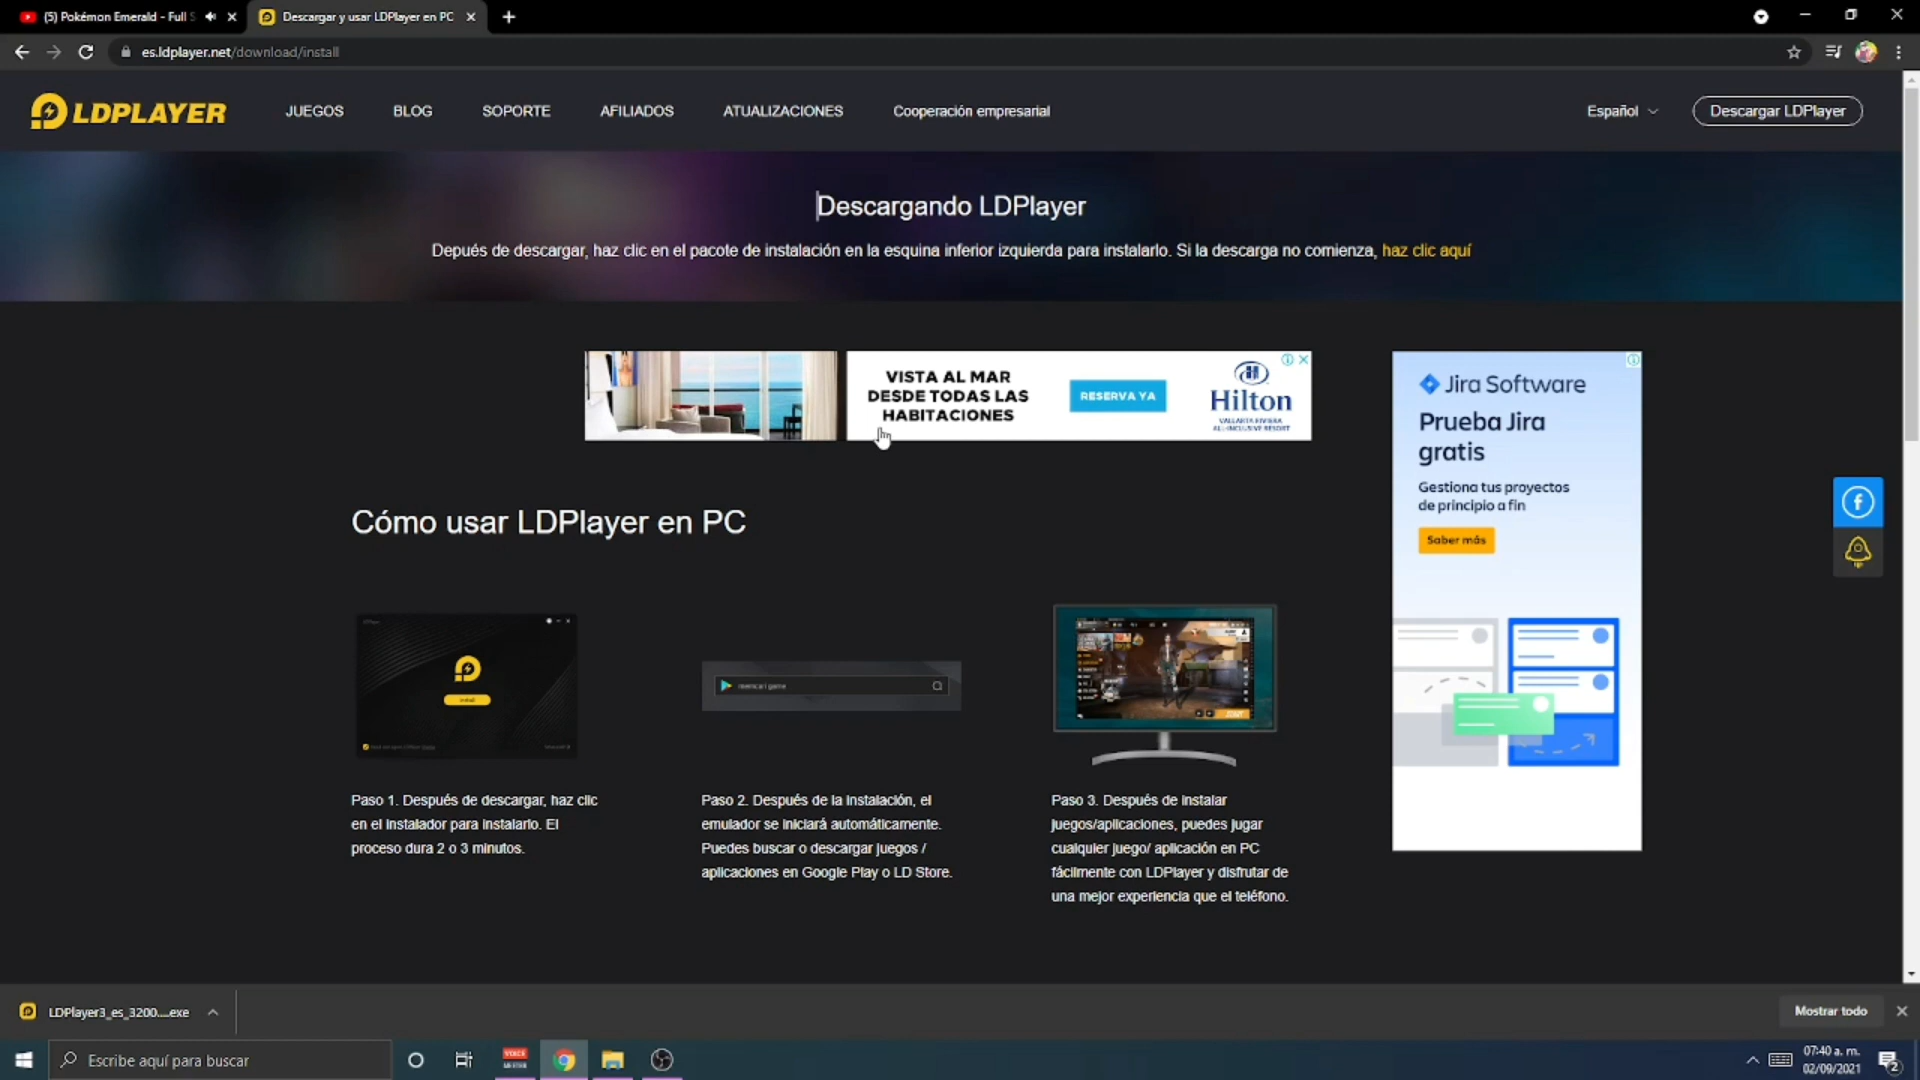 (5) Pokémon Emerald - Full S
Descargar y usar LDPlayer en PC
es.ldplayer.net/download/install
LDPLAYER
JUEGOS
BLOG
SOPORTE
AFILIADOS
ATUALIZACIONES
Cooperación empresarial
Español
Descargar LDPlayer
Descargando LDPlayer
Depués de descargar, haz clic en el pacote de instalación en la esquina inferior izquierda para instalarlo. Si la descarga no comienza, haz clic aquí
VISTA AL MAR
DESDE TODAS LAS
HABITACIONES
RESERVA YA
Hilton
VALLARTA RIVIERA
ALL-INCLUSIVE RESORT
Jira Software
Prueba Jira
gratis
Gestiona tus proyectos
de principio a fin
Saber más
Cómo usar LDPlayer en PC
Paso 1. Después de descargar, haz clic
en el instalador para instalarlo. El
proceso dura 2 o 3 minutos.
Paso 2. Después de la instalación, el
emulador se iniciará automáticamente.
Puedes buscar o descargar juegos /
aplicaciones en Google Play o LD Store.
Paso 3. Después de instalar
juegos/aplicaciones, puedes jugar
cualquier juego/ aplicación en PC
fácilmente con LDPlayer y disfrutar de
una mejor experiencia que el teléfono.
LDPlayer3_es_3200....exe
Mostrar todo
Escribe aquí para buscar
VOICE
07:40 a. m.
02/09/2021
2